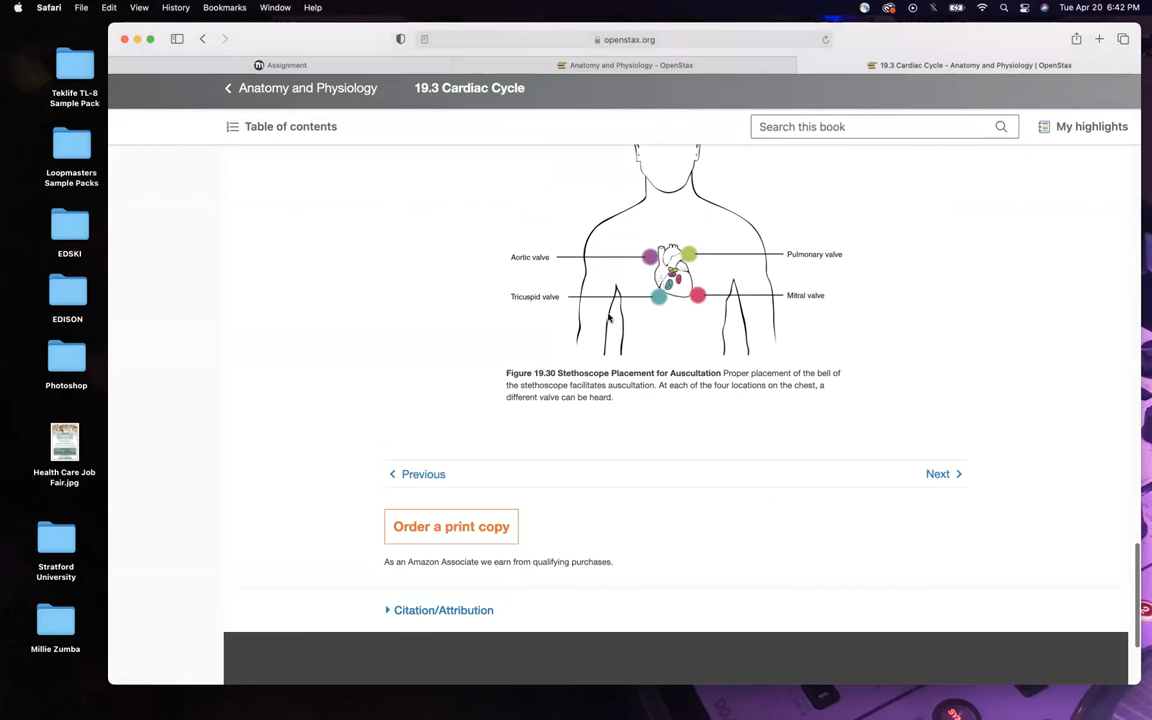 Safari File Edit View History Bookmarks Window Help Tue Apr 20 6:42 PM
openstax.org
Assignment
Anatomy and Physiology - OpenStax
19.3 Cardiac Cycle - Anatomy and Physiology | OpenStax
Anatomy and Physiology 19.3 Cardiac Cycle
Table of contents
Search this book
My highlights
Teklife TL-8
Sample Pack
Loopmasters
Sample Packs
EDSKI
EDISON
Photoshop
Health Care Job
Fair.jpg
Stratford
University
Millie Zumba
Aortic valve
Pulmonary valve
Tricuspid valve
Mitral valve
Figure 19.30 Stethoscope Placement for Auscultation Proper placement of the bell of
the stethoscope facilitates auscultation. At each of the four locations on the chest, a
different valve can be heard.
Previous
Next
Order a print copy
As an Amazon Associate we earn from qualifying purchases.
Citation/Attribution